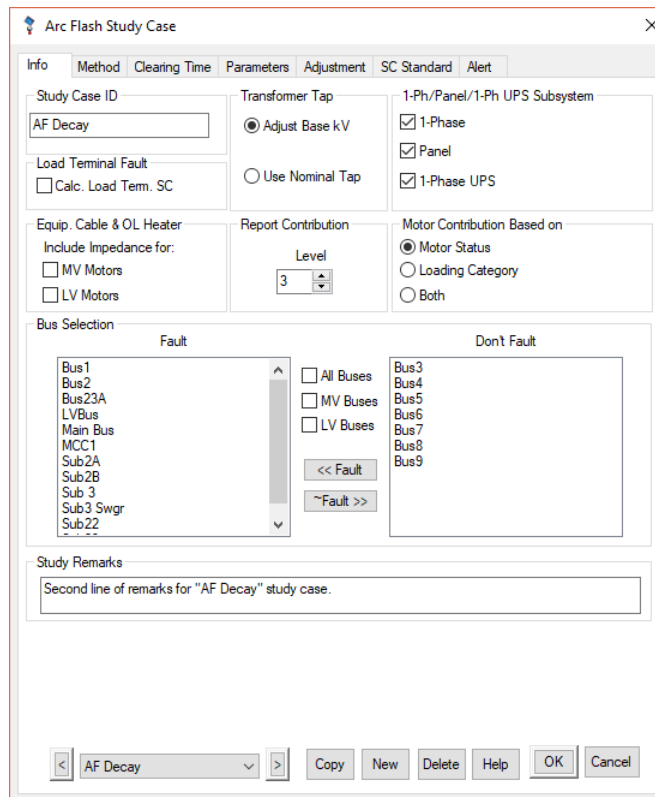 Arc Flash Study Case
Info Method Clearing Time Parameters Adjustment SC Standard Alert
Study Case ID
AF Decay
Load Terminal Fault
Calc. Load Term. SC
Transformer Tap
Adjust Base kV
Use Nominal Tap
1-Ph/Panel/1-Ph UPS Subsystem
1-Phase
Panel
1-Phase UPS
Equip. Cable & OL Heater
Include Impedance for:
MV Motors
LV Motors
Report Contribution
Level
3
Motor Contribution Based on
Motor Status
Loading Category
Both
Bus Selection
Fault
Bus1
Bus2
Bus23A
LVBus
Main Bus
MCC1
Sub2A
Sub2B
Sub 3
Sub3 Swgr
Sub22
All Buses
MV Buses
LV Buses
<< Fault
~Fault >>
Don't Fault
Bus3
Bus4
Bus5
Bus6
Bus7
Bus8
Bus9
Study Remarks
Second line of remarks for "AF Decay" study case.
< AF Decay > Copy New Delete Help OK Cancel